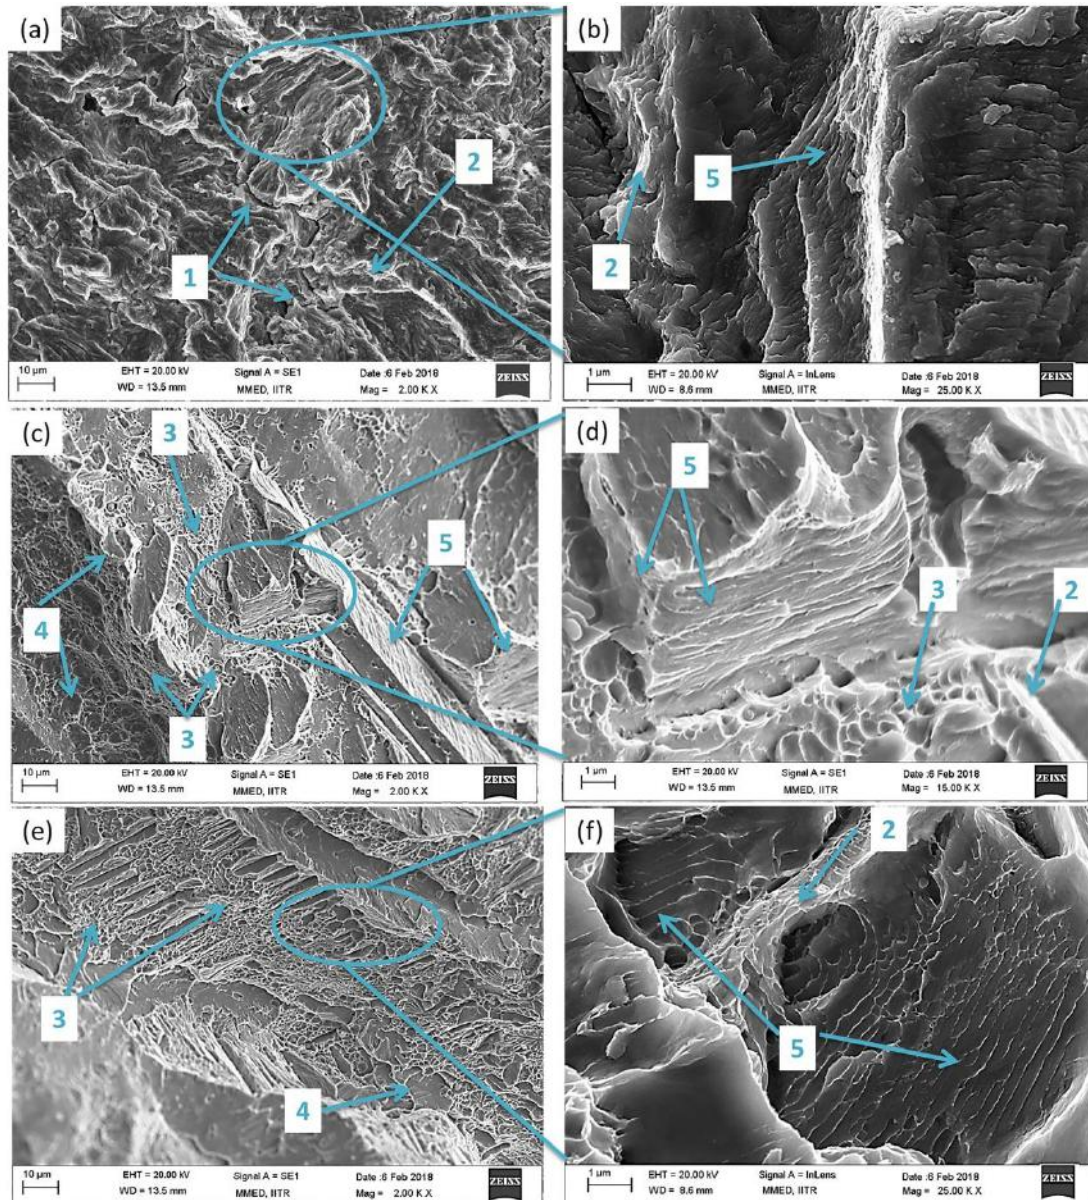 (a)
2
1
10 µm
EHT = 20.00 kV
WD = 13.5 mm
Signal A = SE1
MMED, IITR
Date :6 Feb 2018
Mag = 2.00 K X
ZEISS
(b)
5
2
1 µm
EHT = 20.00 kV
WD = 8.6 mm
Signal A = InLens
MMED, IITR
Date :6 Feb 2018
Mag = 25.00 K X
ZEISS
(c)
3
5
4
3
10 µm
EHT = 20.00 kV
WD = 13.5 mm
Signal A = SE1
MMED, IITR
Date :6 Feb 2018
Mag = 2.00 K X
ZEISS
(d)
5
3
2
1 µm
EHT = 20.00 kV
WD = 13.5 mm
Signal A = SE1
MMED, IITR
Date :6 Feb 2018
Mag = 15.00 K X
ZEISS
(e)
3
4
10 µm
EHT = 20.00 kV
WD = 13.5 mm
Signal A = SE1
MMED, IITR
Date :6 Feb 2018
Mag = 2.00 K X
ZEISS
(f)
2
5
1 µm
EHT = 20.00 kV
WD = 8.6 mm
Signal A = InLens
MMED, IITR
Date :6 Feb 2018
Mag = 25.00 K X
ZEISS